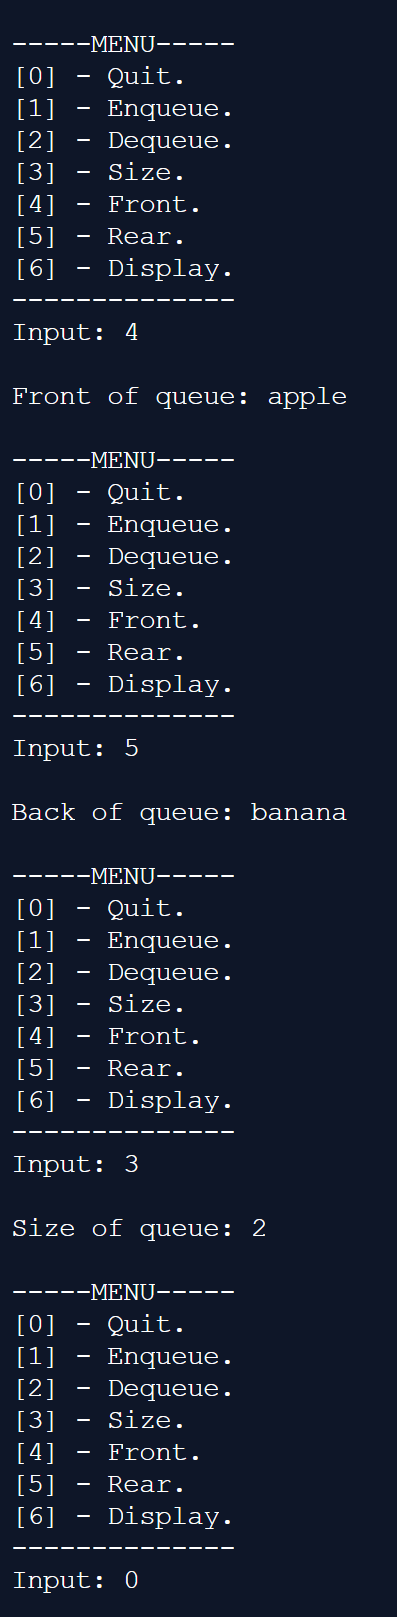 -----MENU-----
[0] - Quit.
[1] - Enqueue.
[2] - Dequeue.
[3] - Size.
[4] - Front.
[5] - Rear.
[6] - Display.
--------------
Input: 4
Front of queue: apple
-----MENU-----
[0] - Quit.
[1] - Enqueue.
[2] - Dequeue.
[3] - Size.
[4] - Front.
[5] - Rear.
[6] - Display.
--------------
Input: 5
Back of queue: banana
-----MENU-----
[0] - Quit.
[1] - Enqueue.
[2] - Dequeue.
[3] - Size.
[4] - Front.
[5] - Rear.
[6] - Display.
--------------
Input: 3
Size of queue: 2
-----MENU-----
[0] - Quit.
[1] - Enqueue.
[2] - Dequeue.
[3] - Size.
[4] - Front.
[5] - Rear.
[6] - Display.
--------------
Input: 0